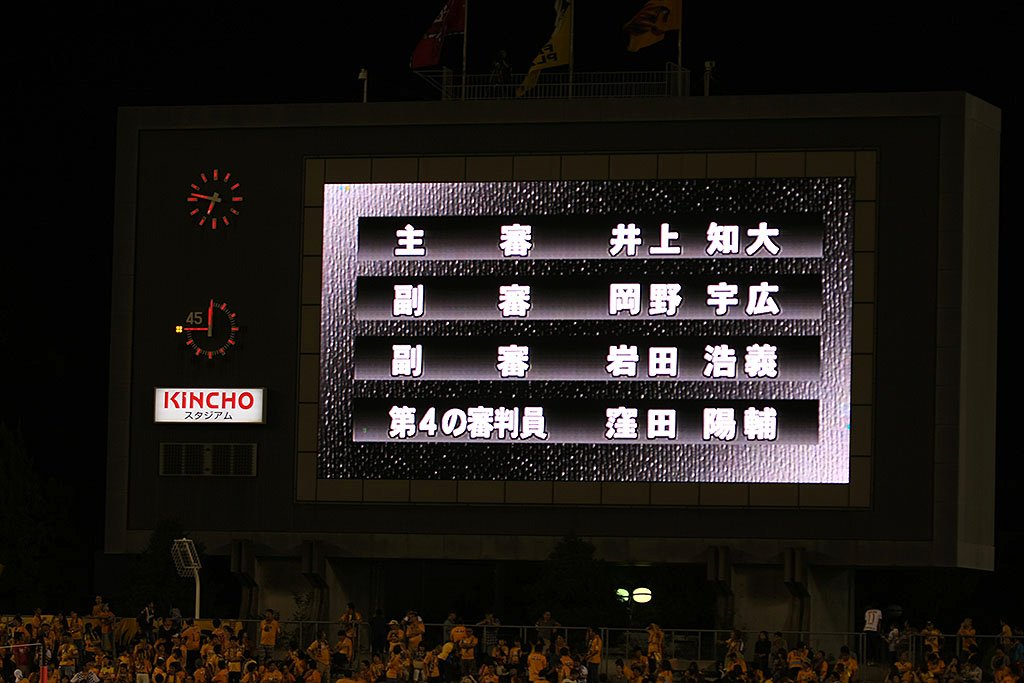 主審 井上 知大
副審 岡野 宇広
副審 岩田 浩義
第4の審判員 窪田 陽輔
45
KiNCHO
スタジアム